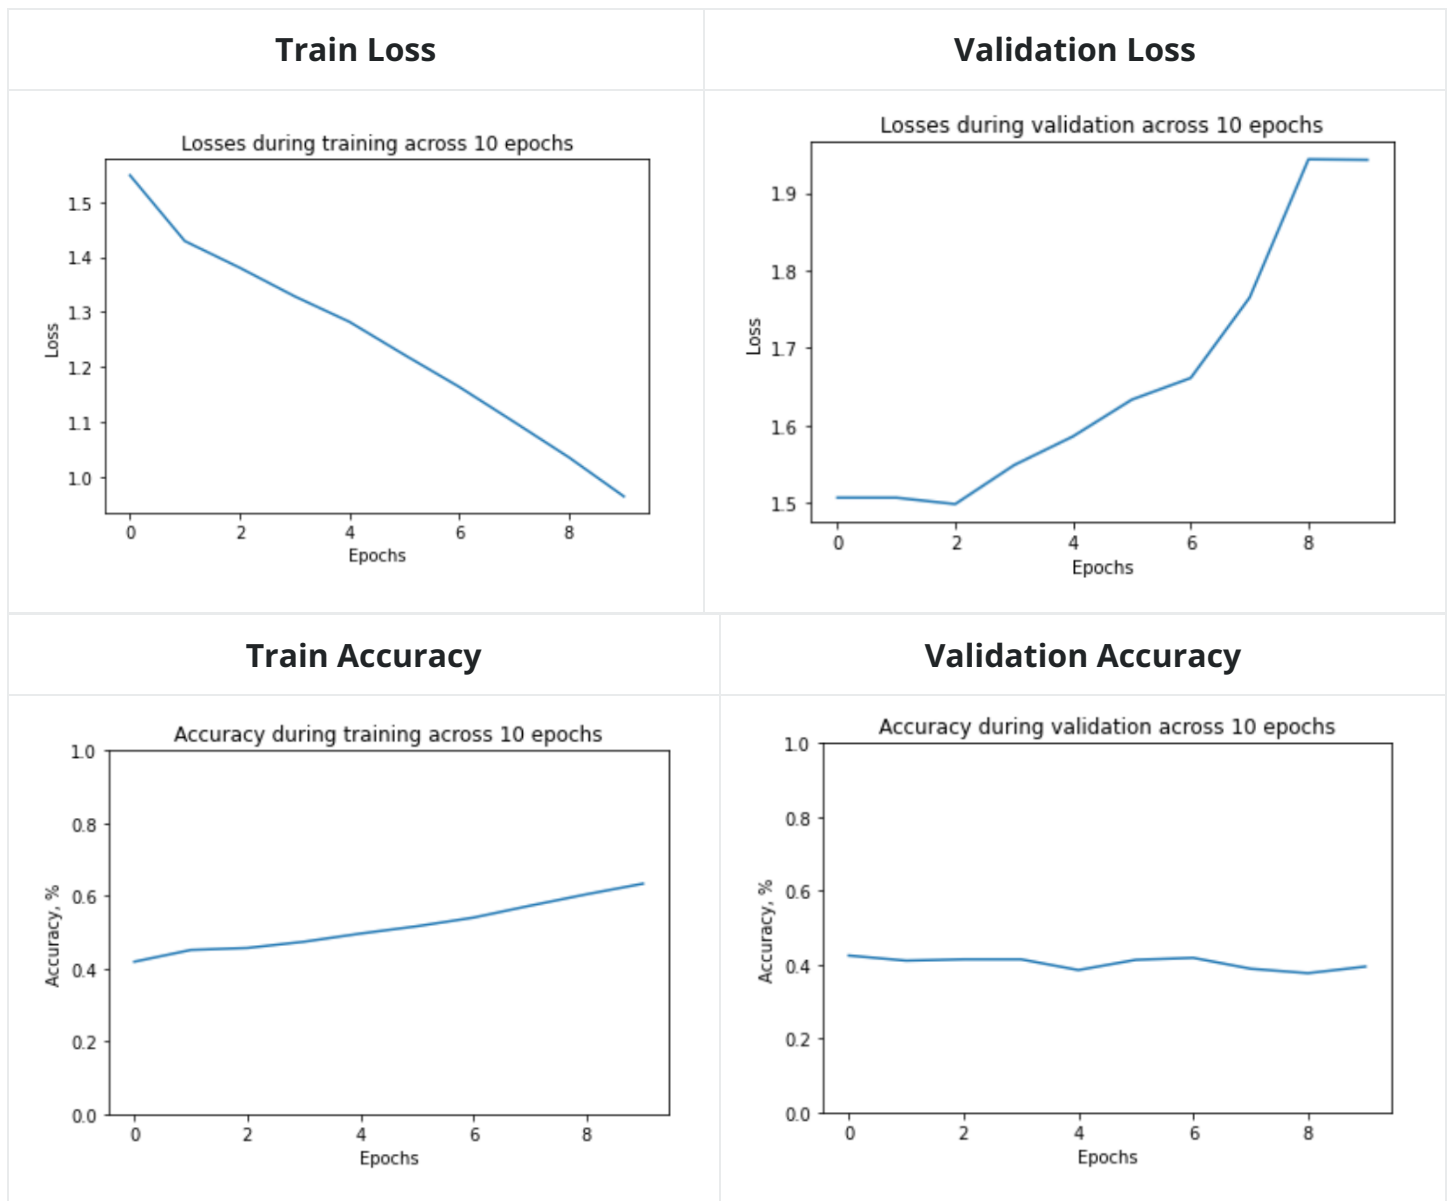 Train Loss
Validation Loss
Losses during training across 10 epochs
1.5
1.4
1.3
1.2
1.1
1.0
Loss
0 2 4 6 8
Epochs
Losses during validation across 10 epochs
1.9
1.8
1.7
1.6
1.5
Loss
0 2 4 6 8
Epochs
Train Accuracy
Validation Accuracy
Accuracy during training across 10 epochs
1.0
0.8
0.6
0.4
0.2
0.0
Accuracy, %
0 2 4 6 8
Epochs
Accuracy during validation across 10 epochs
1.0
0.8
0.6
0.4
0.2
0.0
Accuracy, %
0 2 4 6 8
Epochs